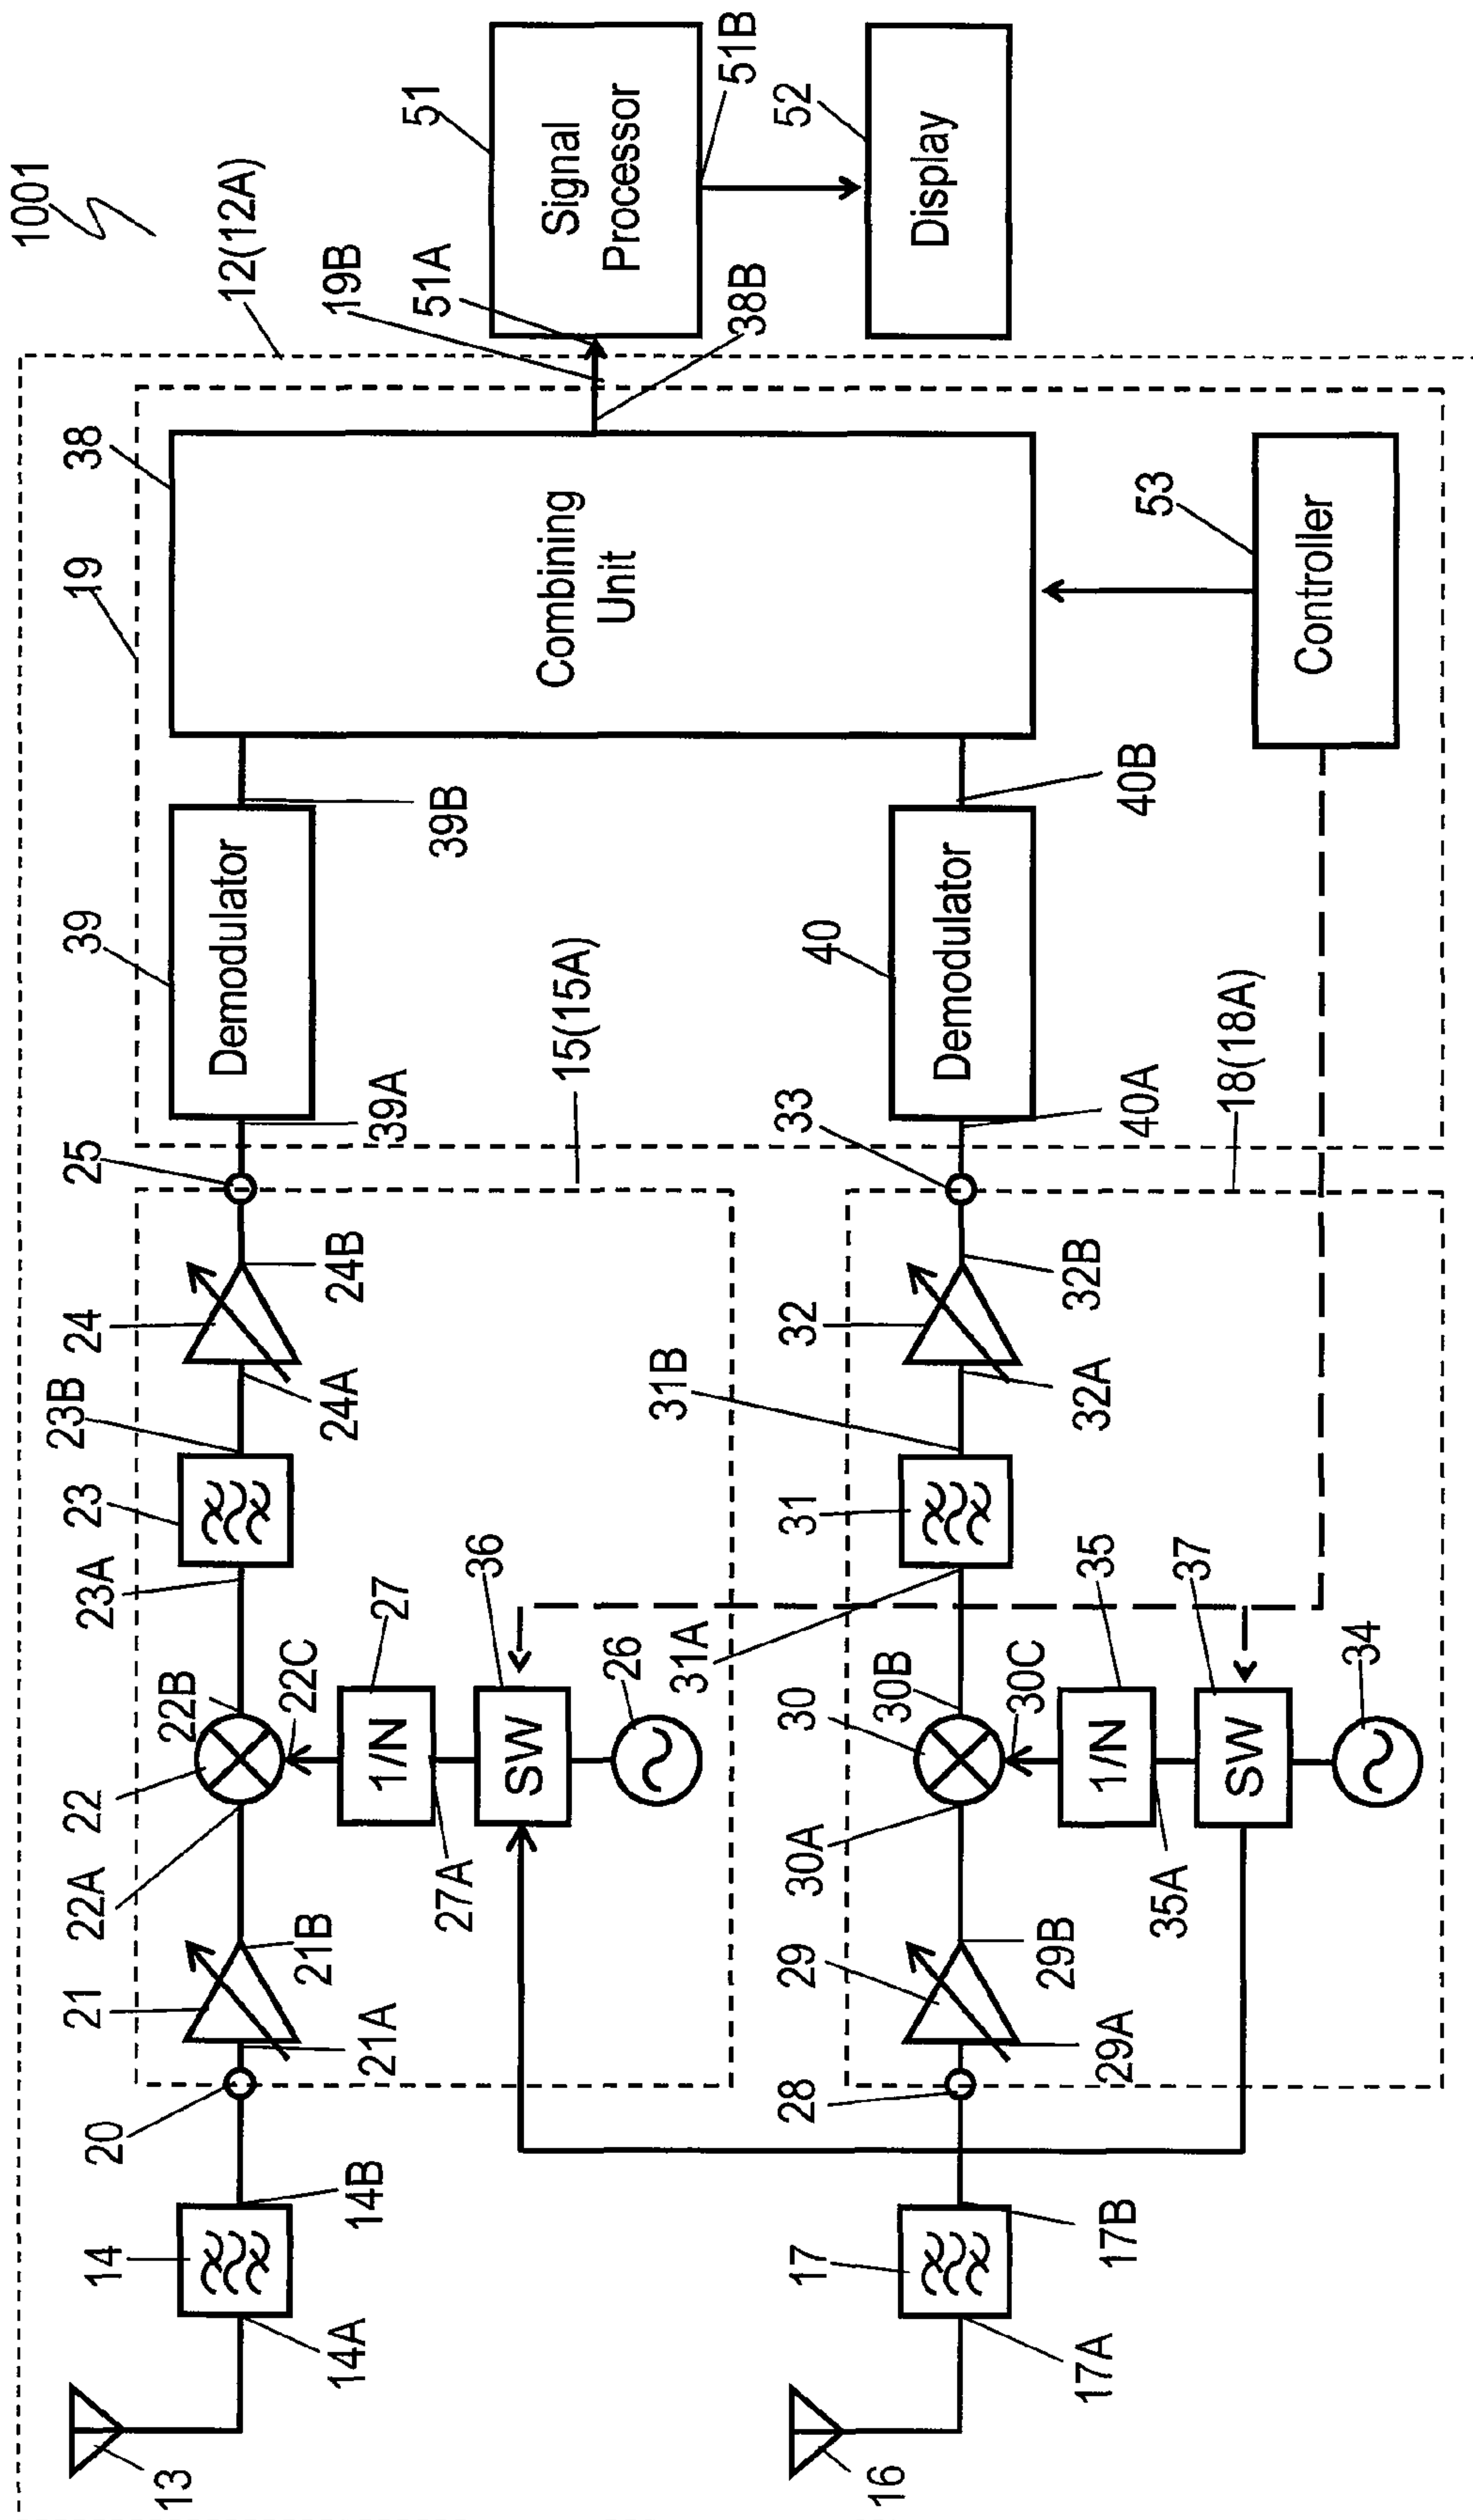 1001
12(12A)
19
38
39
25
24
23B
23
23A
22B
22
22A
21
20
14
13
14A
14B
21A
21B
22C
27
1/N
27A
36
SW
26
24A
24B
39A
Demodulator
39B
15(15A)
Combining
Unit
19B
51A
51
Signal
Processor
51B
38B
52
Display
16
17
17A
17B
28
29
29A
29B
30A
30
30B
30C
31A
31
31B
35
1/N
35A
37
SW
34
32
32A
32B
33
40A
40
Demodulator
40B
18(18A)
53
Controller